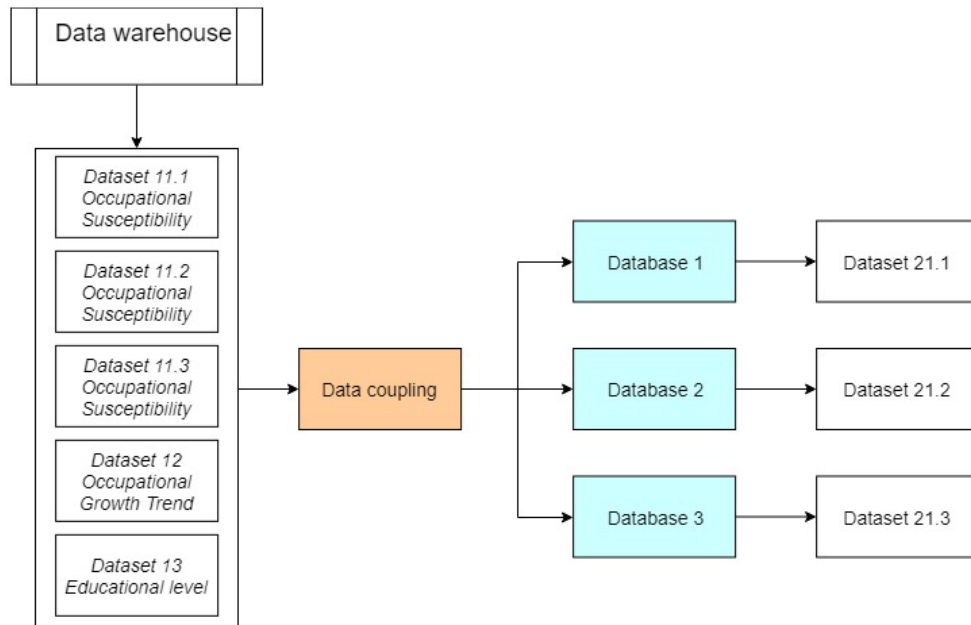 Data warehouse
Dataset 11.1
Occupational
Susceptibility
Dataset 11.2
Occupational
Susceptibility
Dataset 11.3
Occupational
Susceptibility
Dataset 12
Occupational
Growth Trend
Dataset 13
Educational level
Data coupling
Database 1
Dataset 21.1
Database 2
Dataset 21.2
Database 3
Dataset 21.3